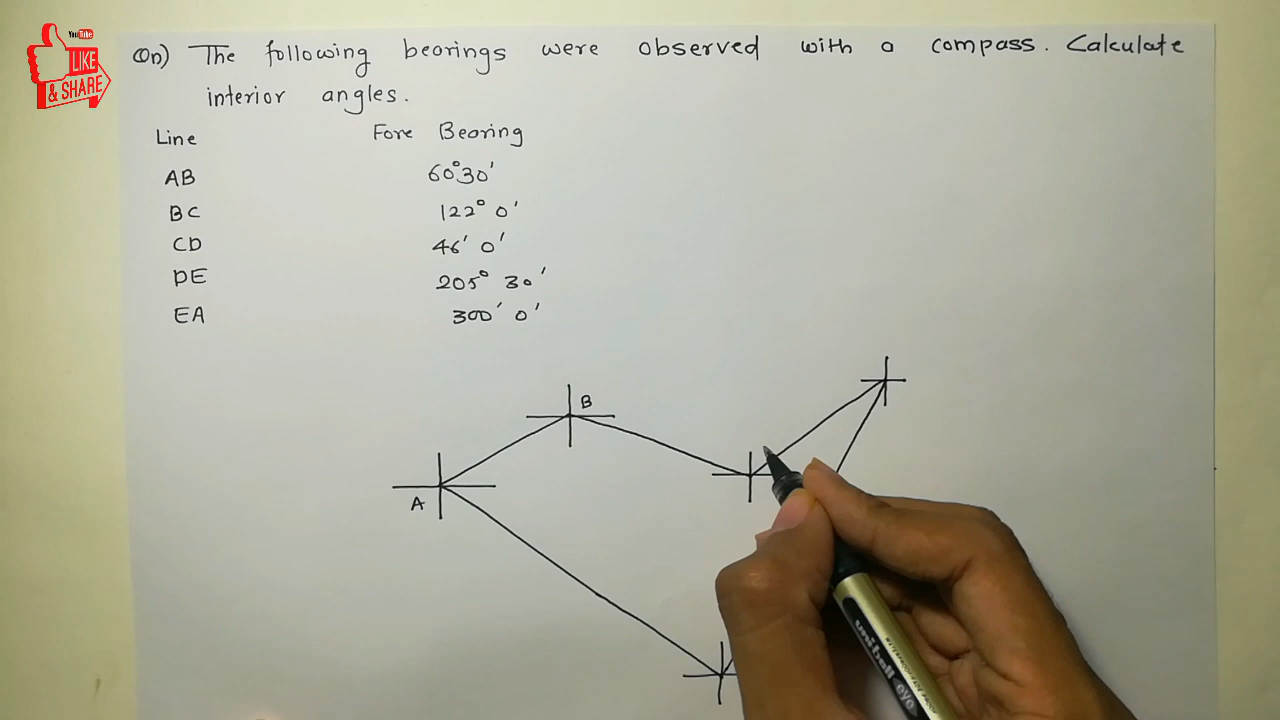 YouTube
LIKE
& SHARE
Qn) The following bearings were observed with a compass. Calculate
interior angles.
Line Fore Bearing
AB 60°30'
BC 122° 0'
CD 46' 0'
DE 205° 30'
EA 300' 0'
B
A
uniball eye